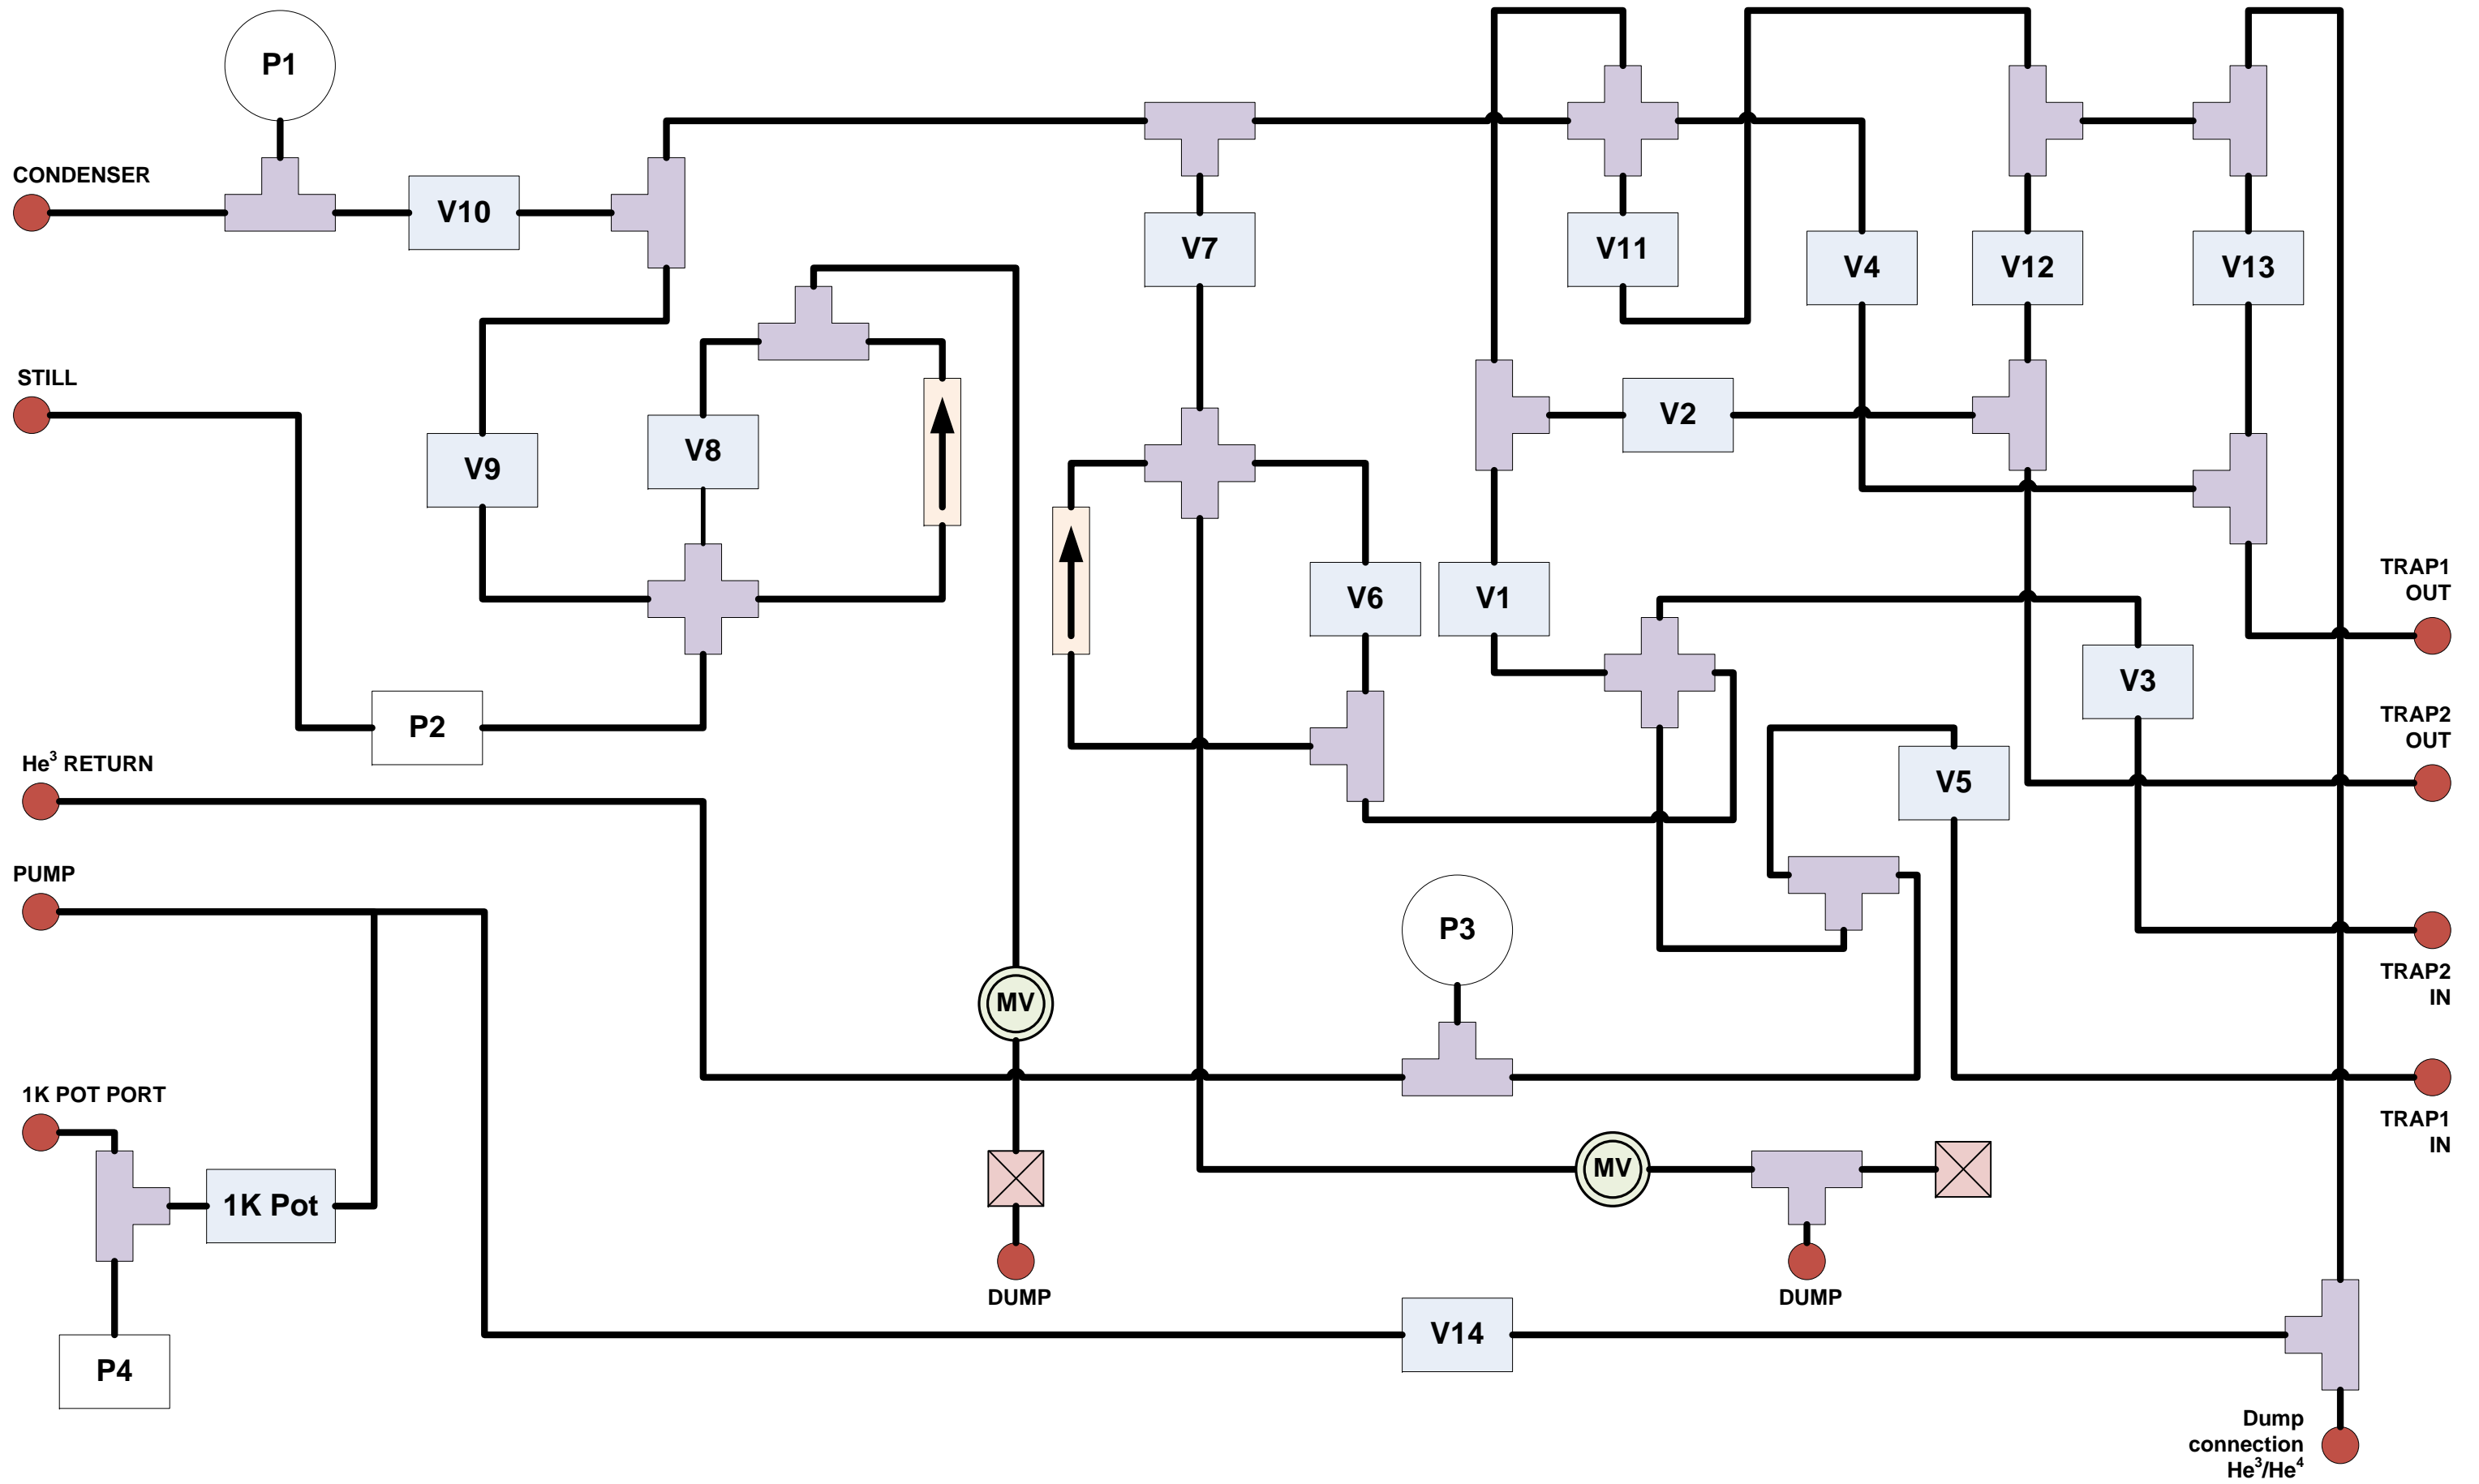 P1
CONDENSER
V10
V7
V11
V4
V12
V13
STILL
V9
V8
V2
V6
V1
TRAP1
OUT
P2
V3
TRAP2
OUT
He³ RETURN
V5
PUMP
P3
MV
TRAP2
IN
1K POT PORT
TRAP1
IN
1K Pot
MV
DUMP
DUMP
P4
V14
Dump
connection
He³/He⁴